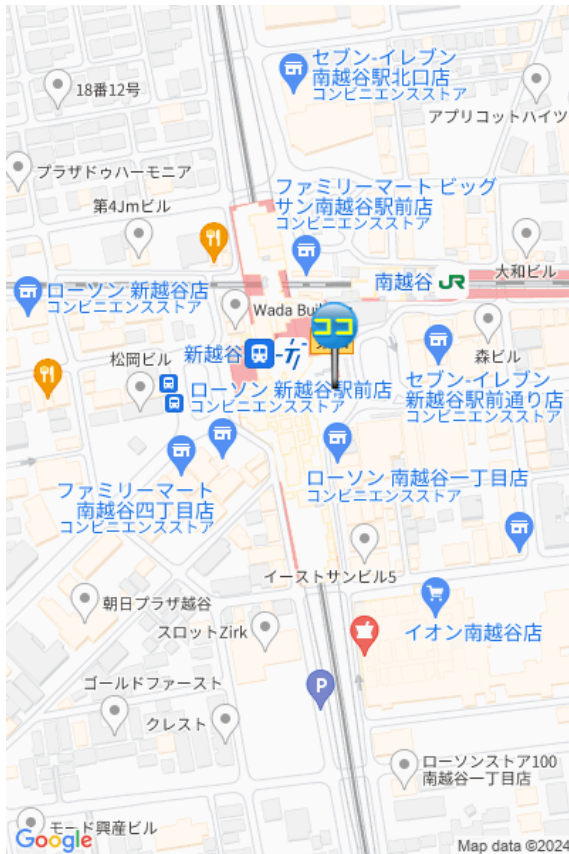 セブン-イレブン
南越谷駅北口店
コンビニエンスストア
18番12号
アプリコットハイツ
プラザドゥハーモニア
ファミリーマート ビッグ
サン南越谷駅前店
コンビニエンスストア
第4Jmビル
大和ビル
南越谷 JR
ローソン 新越谷店
コンビニエンスストア
Wada Buil
ココ
新越谷
森ビル
松岡ビル
セブン-イレブン
新越谷駅前通り店
コンビニエンスストア
ローソン 新越谷駅前店
コンビニエンスストア
ローソン 南越谷一丁目店
コンビニエンスストア
ファミリーマート
南越谷四丁目店
コンビニエンスストア
イーストサンビル5
朝日プラザ越谷
スロットZirk
イオン南越谷店
P
ゴールドファースト
クレスト
ローソンストア100
南越谷一丁目店
モード興産ビル
Google
Map data ©2024